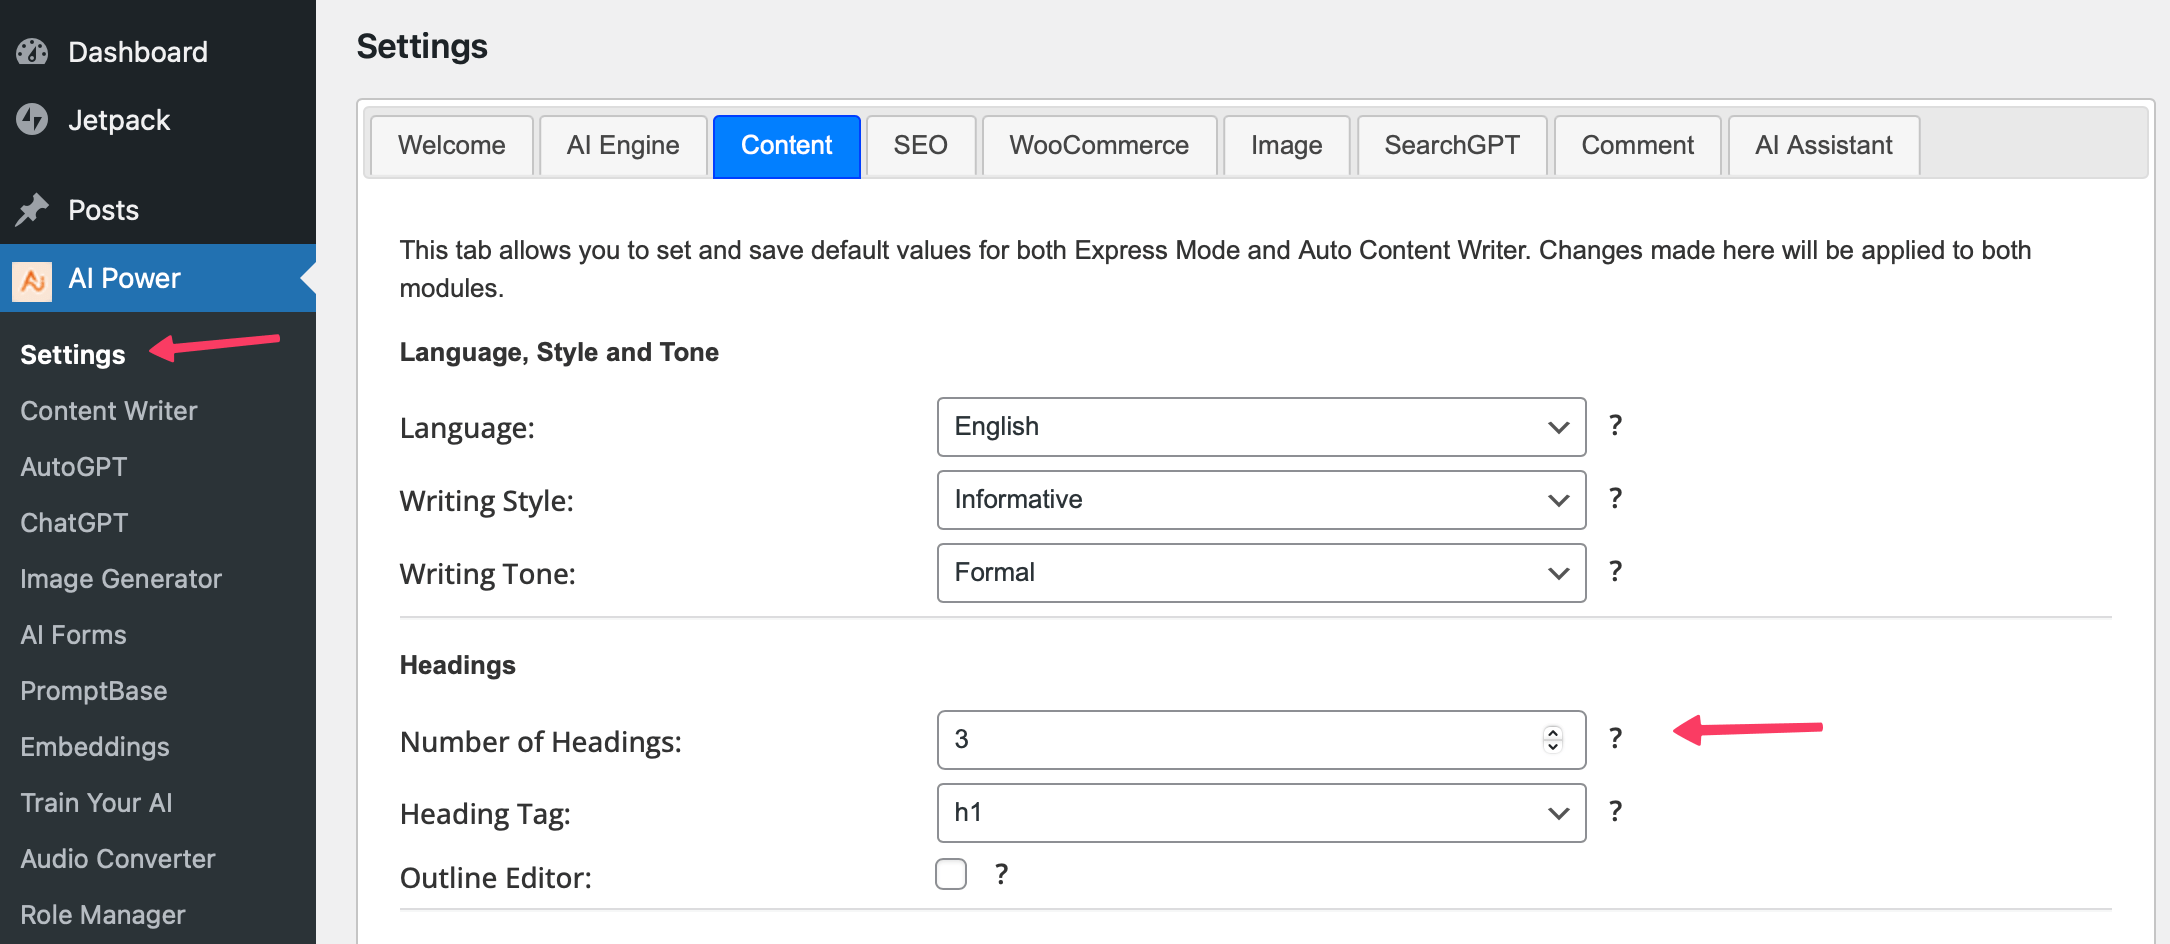 Dashboard
Jetpack
Posts
AI Power
Settings
Content Writer
AutoGPT
ChatGPT
Image Generator
AI Forms
PromptBase
Embeddings
Train Your AI
Audio Converter
Role Manager
Settings
Welcome AI Engine Content SEO WooCommerce Image SearchGPT Comment AI Assistant
This tab allows you to set and save default values for both Express Mode and Auto Content Writer. Changes made here will be applied to both
modules.
Language, Style and Tone
Language: English ?
Writing Style: Informative ?
Writing Tone: Formal ?
Headings
Number of Headings: 3 ?
Heading Tag: h1 ?
Outline Editor: ?